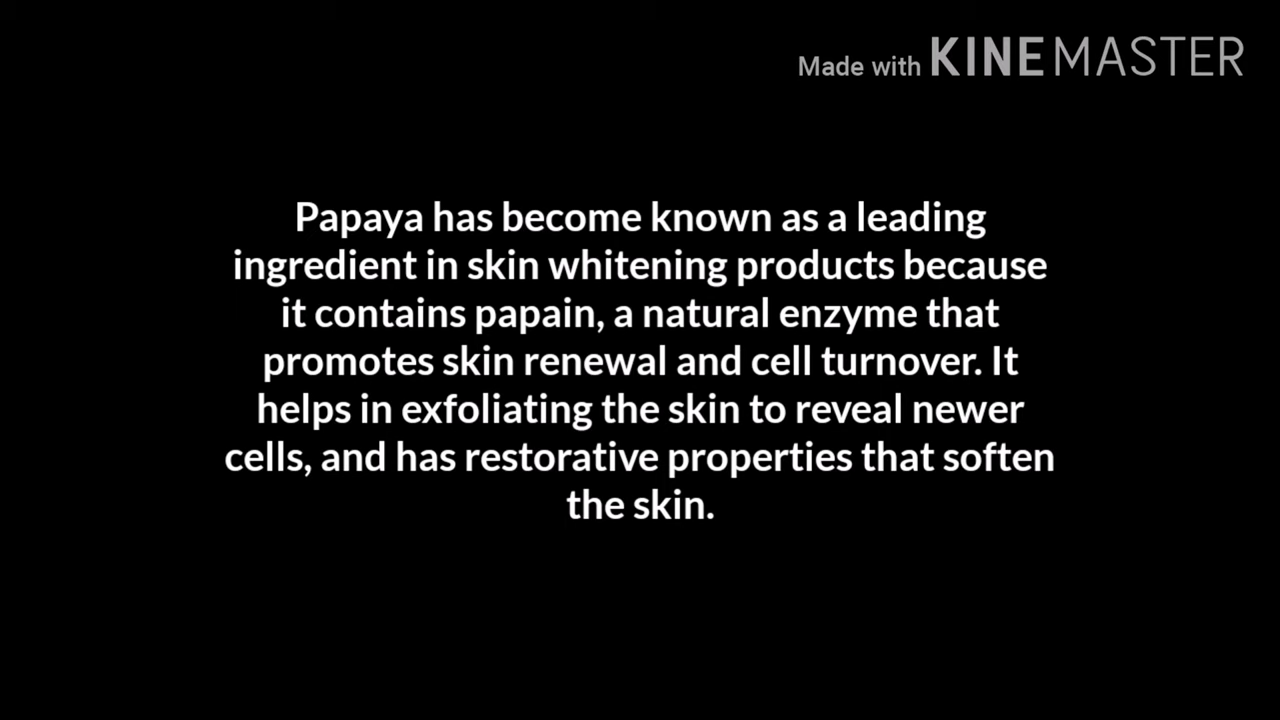 Made with KINEMASTER
Papaya has become known as a leading
ingredient in skin whitening products because
it contains papain, a natural enzyme that
promotes skin renewal and cell turnover. It
helps in exfoliating the skin to reveal newer
cells, and has restorative properties that soften
the skin.